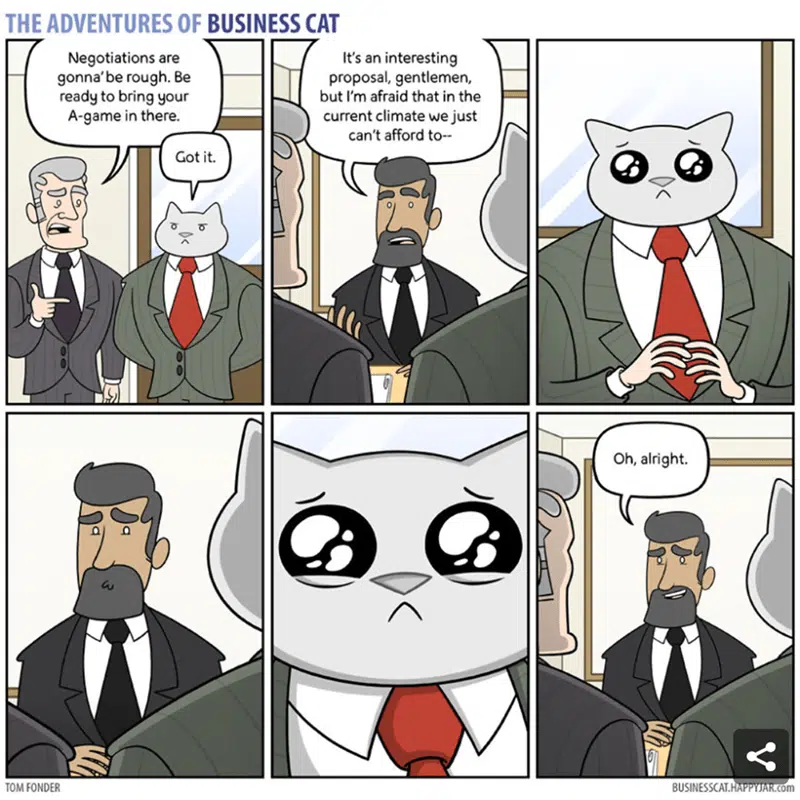 THE ADVENTURES OF BUSINESS CAT
Negotiations are
gonna' be rough. Be
ready to bring your
A-game in there.
Got it.
It's an interesting
proposal, gentlemen,
but I'm afraid that in the
current climate we just
can't afford to--
Oh, alright.
TOM FONDER
BUSINESSCAT.HAPPYJAR.com